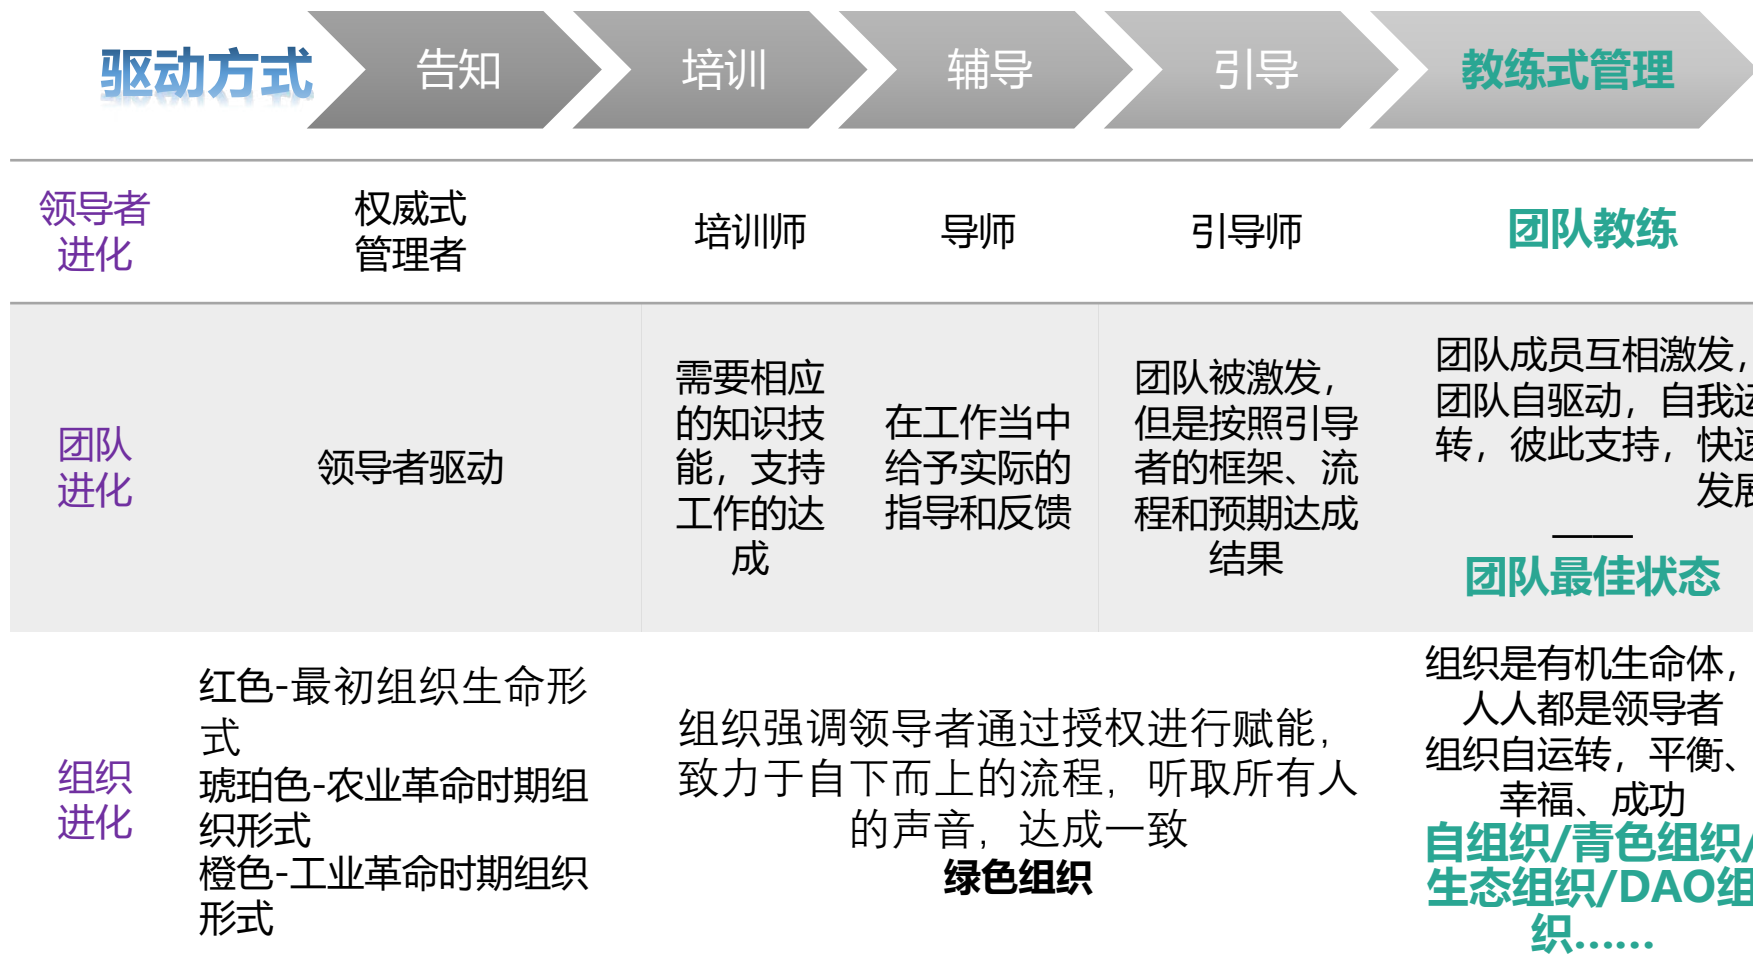 驱动方式
告知
培训
辅导
引导
教练式管理
领导者
进化
权威式
管理者
培训师
导师
引导师
团队教练
团队
进化
领导者驱动
需要相应
的知识技
能，支持
工作的达
成
在工作当中
给予实际的
指导和反馈
团队被激发，
但是按照引导
者的框架、流
程和预期达成
结果
团队成员互相激发，
团队自驱动，自我运
转，彼此支持，快速
发展
——
团队最佳状态
组织
进化
红色-最初组织生命形
式
琥珀色-农业革命时期组
织形式
橙色-工业革命时期组织
形式
组织强调领导者通过授权进行赋能，
致力于自下而上的流程，听取所有人
的声音，达成一致
绿色组织
组织是有机生命体，
人人都是领导者
组织自运转，平衡、
幸福、成功
自组织/青色组织/
生态组织/DAO组
织……